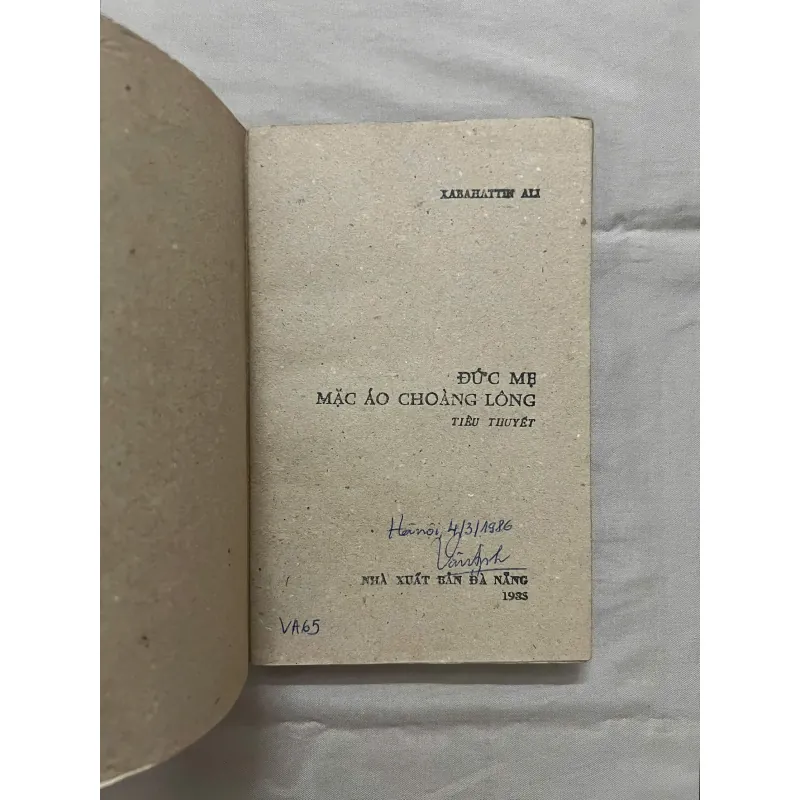 XABAHATTIN ALI
ĐỨC MẸ
MẶC ÁO CHOÀNG LÔNG
TIỂU THUYẾT
Hànội, 4/3/1986
VânAnh
NHÀ XUẤT BẢN ĐÀ NẴNG
1985
VA65